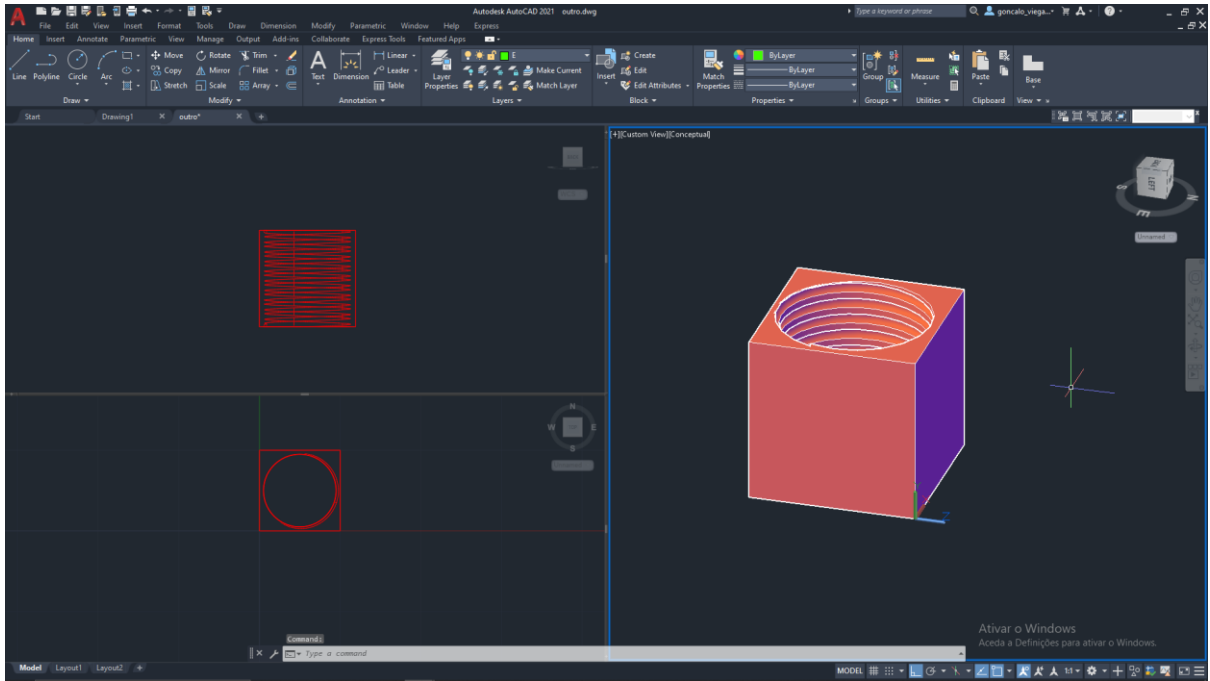 Autodesk AutoCAD 2021 outro.dwg
Type a keyword or phrase
goncalo_viega...
File Edit View Insert Format Tools Draw Dimension Modify Parametric Window Help Express
Home Insert Annotate Parametric View Manage Output Add-ins Collaborate Express Tools Featured Apps
Line Polyline Circle Arc
Move Rotate Trim
Copy Mirror Fillet
Stretch Scale Array
Text Dimension
Linear
Leader
Table
Layer Properties
E
Make Current
Match Layer
Insert
Create
Edit
Edit Attributes
Match Properties
ByLayer
ByLayer
ByLayer
Group
Measure
Paste
Base
Draw Modify Annotation Layers Block Properties Groups Utilities Clipboard View
Start Drawing1 outro*
[+][Custom View][Conceptual]
LEFT
N
E
S
Unnamed
N
W E
S
Z
Command:
Type a command
Ativar o Windows
Aceda a Definições para ativar o Windows.
Model Layout1 Layout2 +
MODEL
1:1